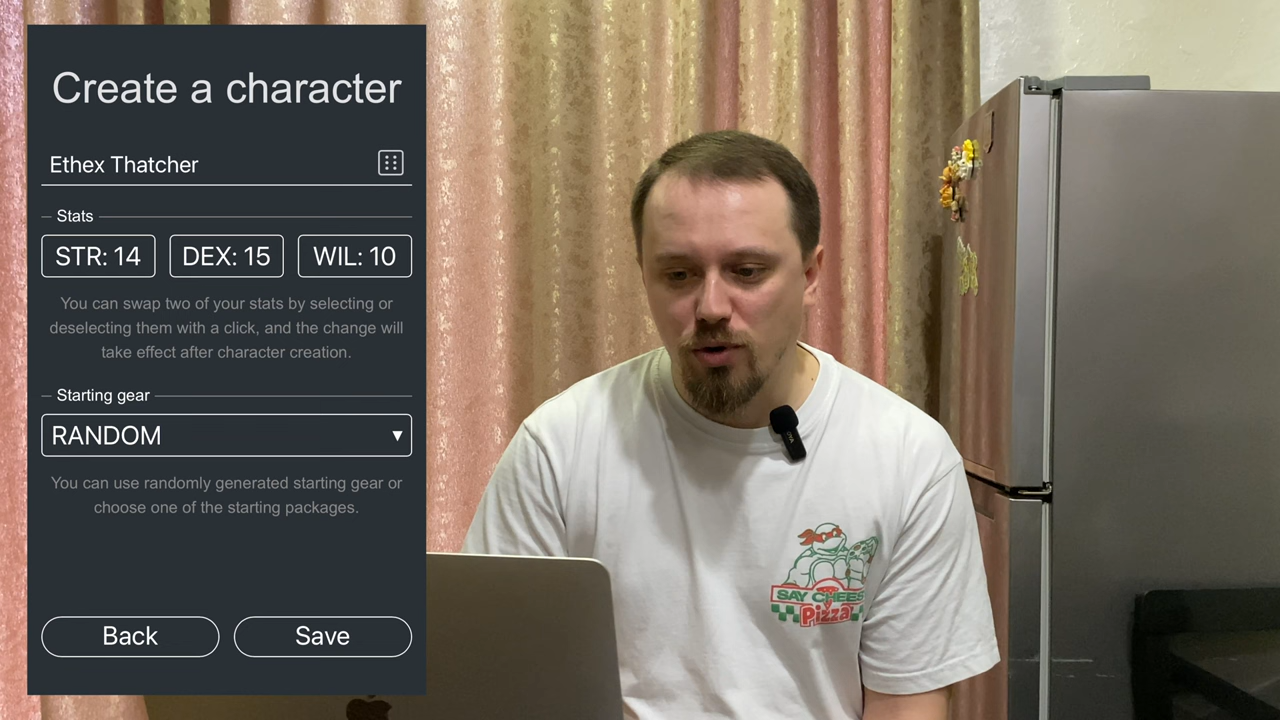 Create a character
Ethex Thatcher
Stats
STR: 14
DEX: 15
WIL: 10
You can swap two of your stats by selecting or
deselecting them with a click, and the change will
take effect after character creation.
Starting gear
RANDOM
You can use randomly generated starting gear or
choose one of the starting packages.
Back
Save
SAY CHEES
Pizza